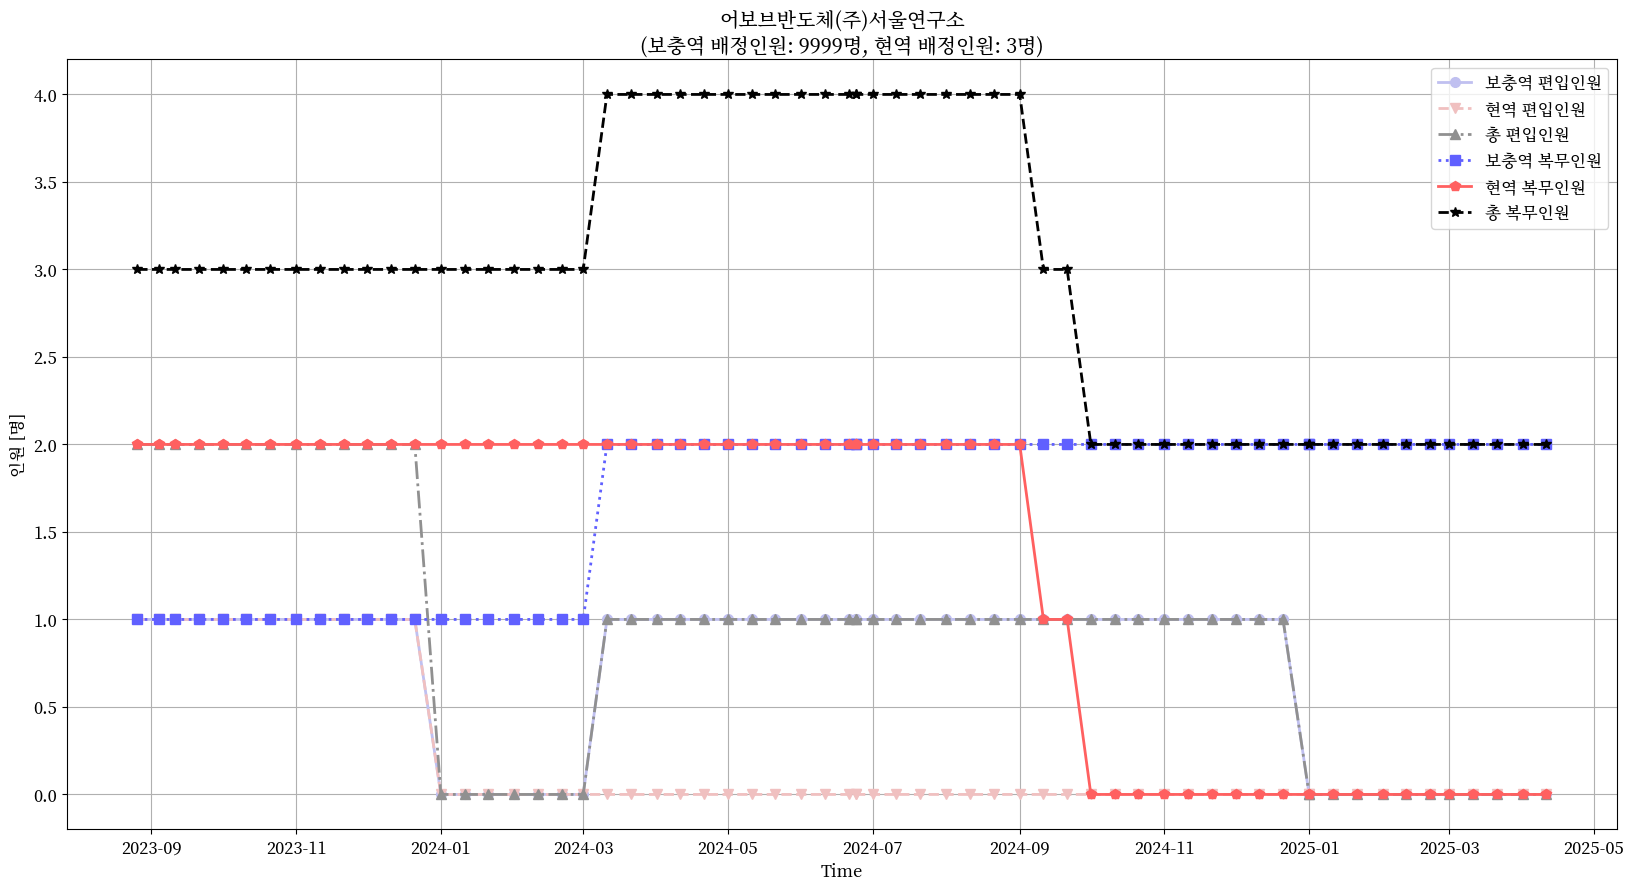 어보브반도체(주)서울연구소
(보충역 배정인원: 9999명, 현역 배정인원: 3명)
보충역 편입인원
현역 편입인원
총 편입인원
보충역 복무인원
현역 복무인원
총 복무인원
4.0
3.5
3.0
2.5
2.0
1.5
1.0
0.5
0.0
인원 [명]
2023-09 2023-11 2024-01 2024-03 2024-05 2024-07 2024-09 2024-11 2025-01 2025-03 2025-05
Time